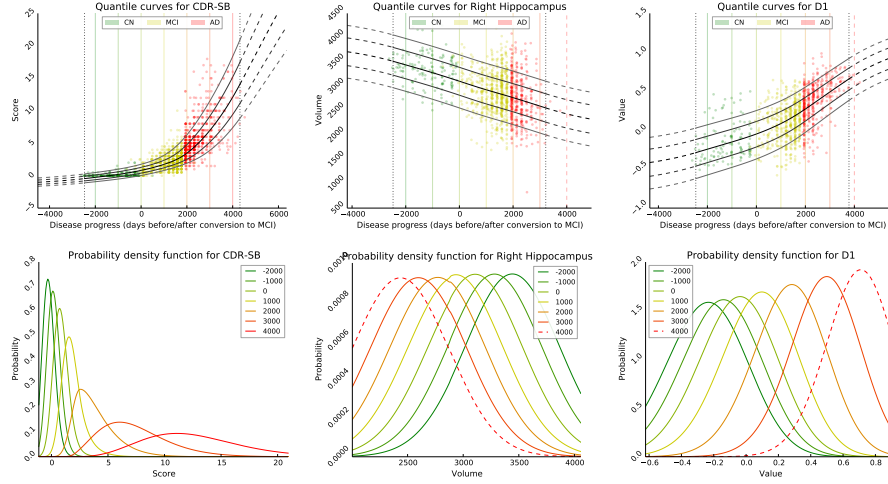 Quantile curves for CDR-SB
CN MCI AD
Score
25
20
15
10
5
0
−5
−4000 −2000 0 2000 4000 6000
Disease progress (days before/after conversion to MCI)
Quantile curves for Right Hippocampus
CN MCI AD
Volume
4500
4000
3500
3000
2500
2000
1500
1000
500
−4000 −2000 0 2000 4000
Disease progress (days before/after conversion to MCI)
Quantile curves for D1
CN MCI AD
Value
1.5
1.0
0.5
0.0
−0.5
−1.0
−4000 −2000 0 2000 4000
Disease progress (days before/after conversion to MCI)
Probability density function for CDR-SB
Probability
0.8
0.7
0.6
0.5
0.4
0.3
0.2
0.1
0.0
0 5 10 15 20
Score
-2000
-1000
0
1000
2000
3000
4000
Probability density function for Right Hippocampus
Probability
0.0008
0.0006
0.0004
0.0002
0.0000
2500 3000 3500 4000
Volume
-2000
-1000
0
1000
2000
3000
4000
Probability density function for D1
Probability
2.0
1.5
1.0
0.5
0.0
−0.6 −0.4 −0.2 0.0 0.2 0.4 0.6 0.8
Value
-2000
-1000
0
1000
2000
3000
4000